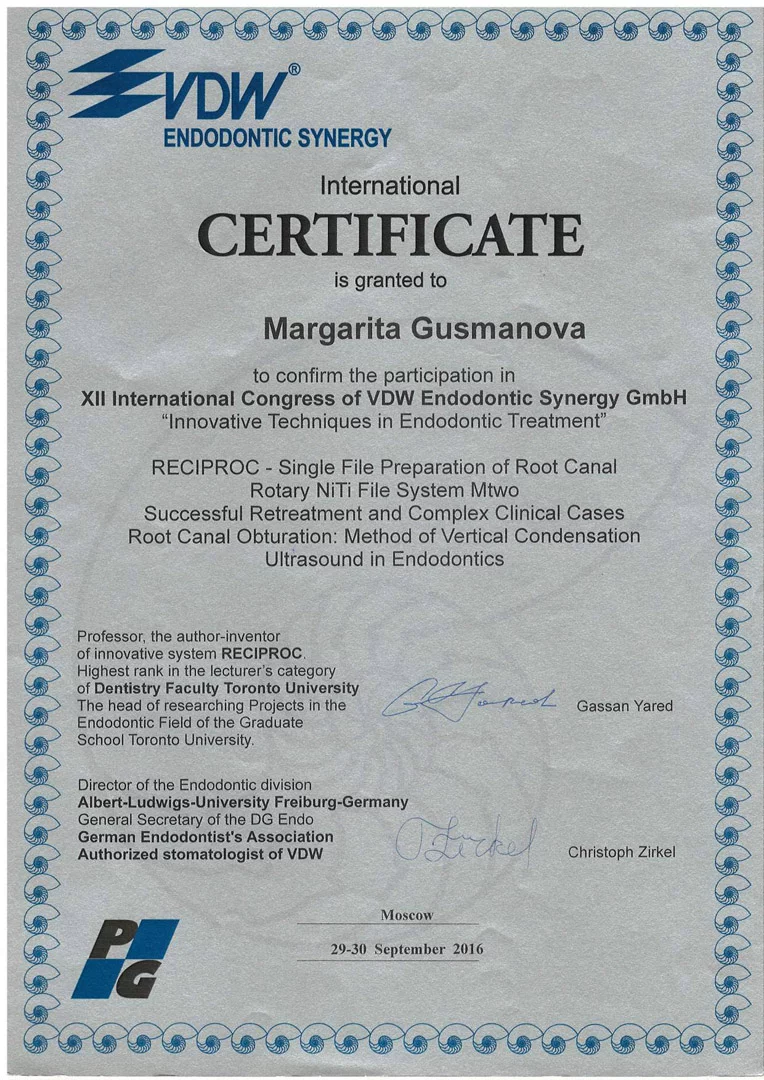 VDW®
ENDODONTIC SYNERGY
International
CERTIFICATE
is granted to
Margarita Gusmanova
to confirm the participation in
XII International Congress of VDW Endodontic Synergy GmbH
“Innovative Techniques in Endodontic Treatment”
RECIPROC - Single File Preparation of Root Canal
Rotary NiTi File System Mtwo
Successful Retreatment and Complex Clinical Cases
Root Canal Obturation: Method of Vertical Condensation
Ultrasound in Endodontics
Professor, the author-inventor
of innovative system RECIPROC.
Highest rank in the lecturer's category
of Dentistry Faculty Toronto University
The head of researching Projects in the
Endodontic Field of the Graduate
School Toronto University.
Gassan Yared
Director of the Endodontic division
Albert-Ludwigs-University Freiburg-Germany
General Secretary of the DG Endo
German Endodontist's Association
Authorized stomatologist of VDW
Christoph Zirkel
Moscow
29-30 September 2016
PG